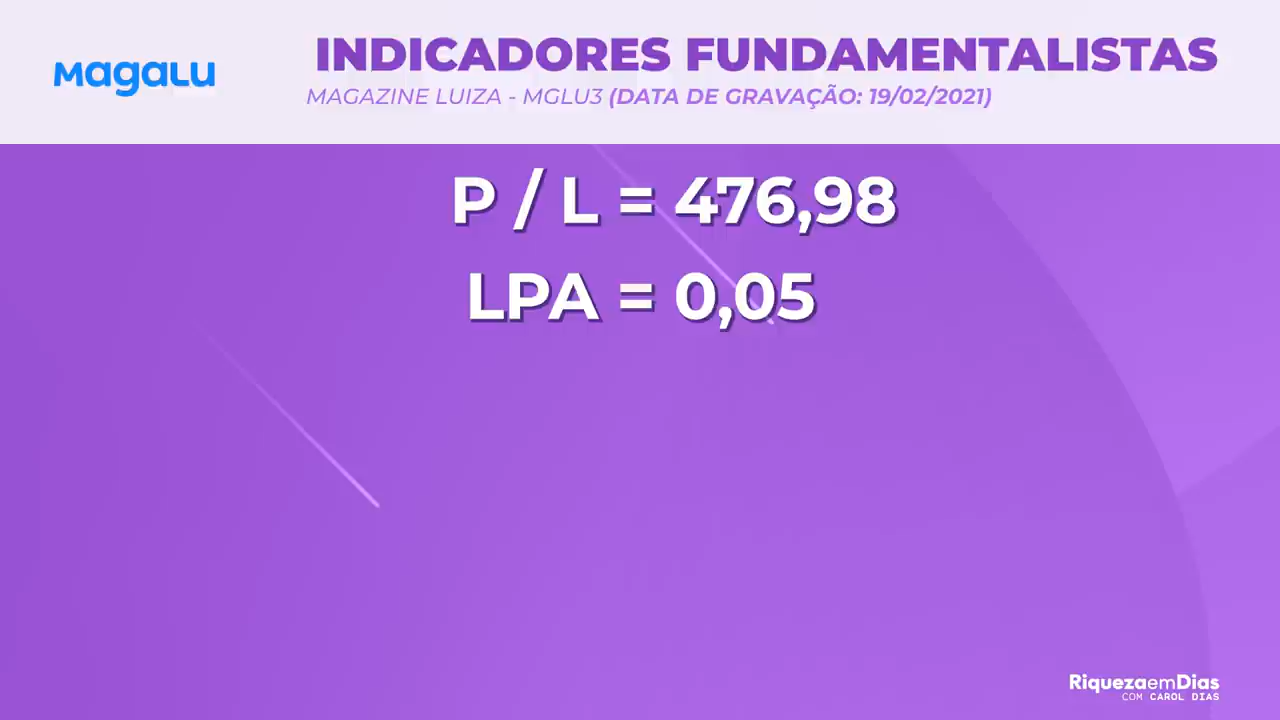 MagaLu
INDICADORES FUNDAMENTALISTAS
MAGAZINE LUIZA - MGLU3 (DATA DE GRAVAÇÃO: 19/02/2021)
P / L = 476,98
LPA = 0,05
RiquezaemDias
COM CAROL DIAS